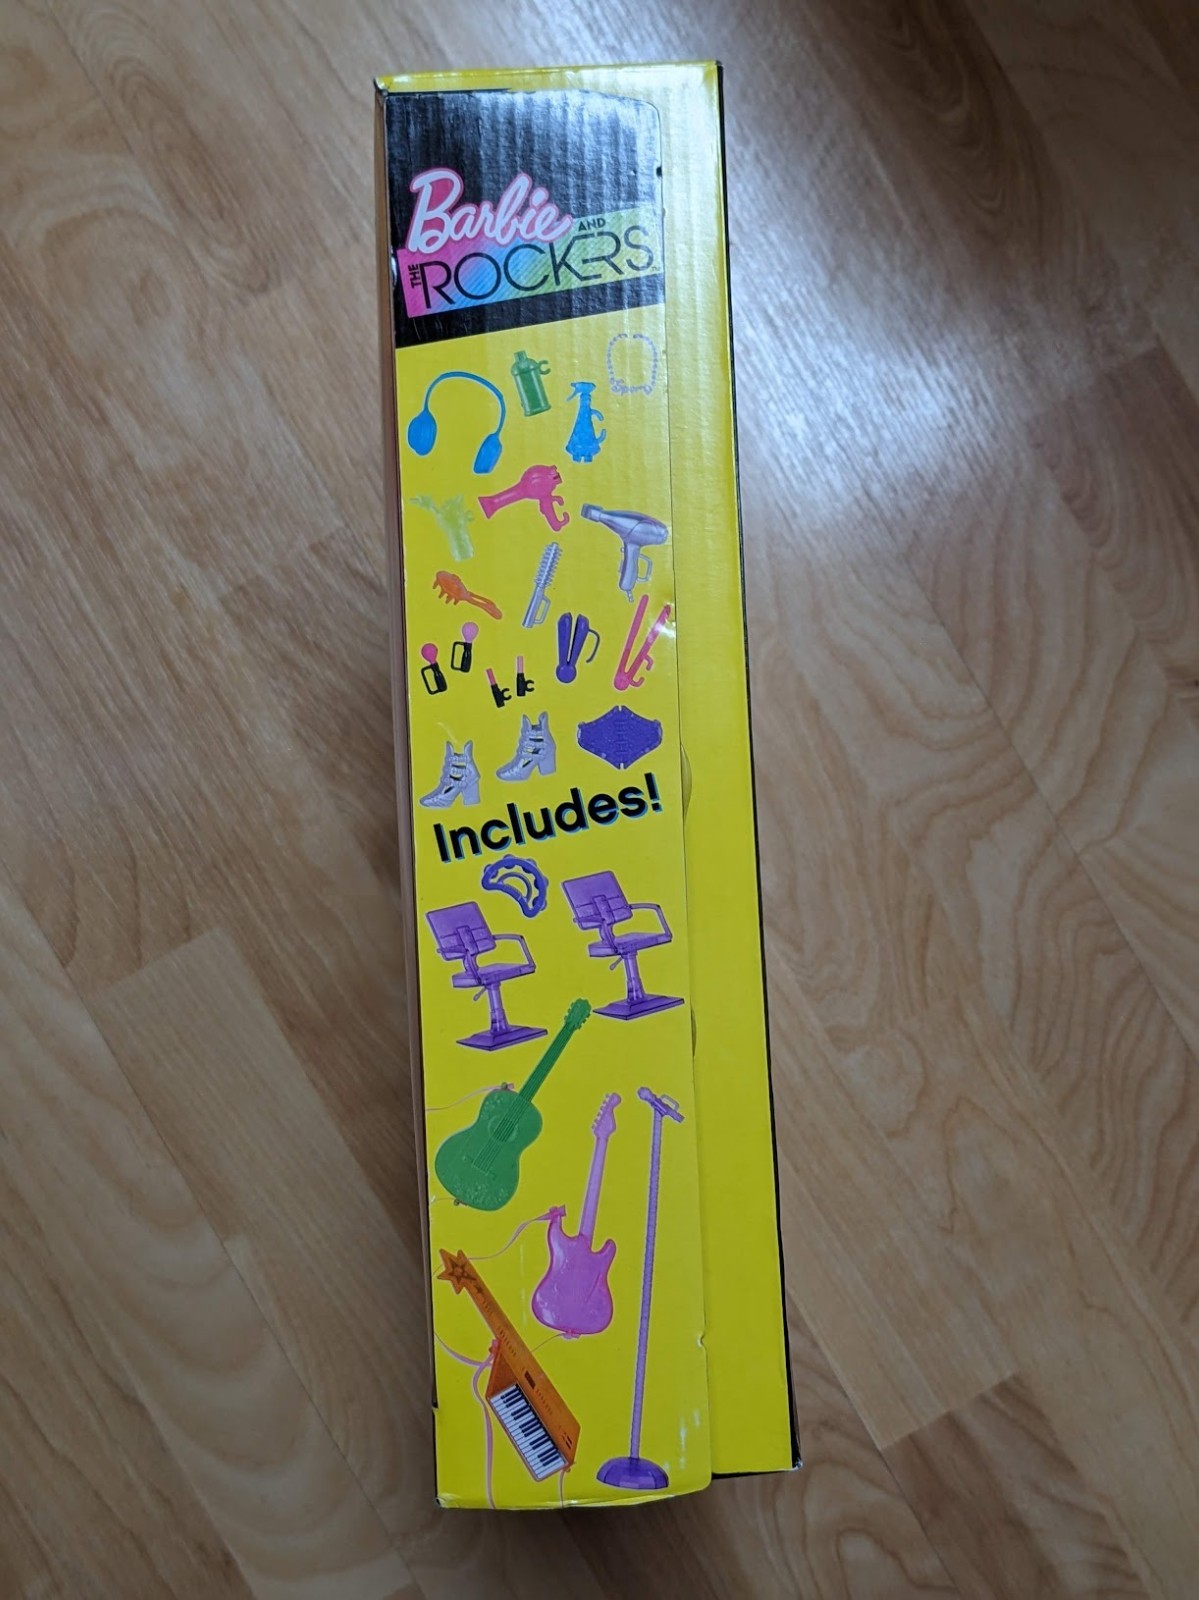 Barbie
AND
THE ROCKERS
Includes!